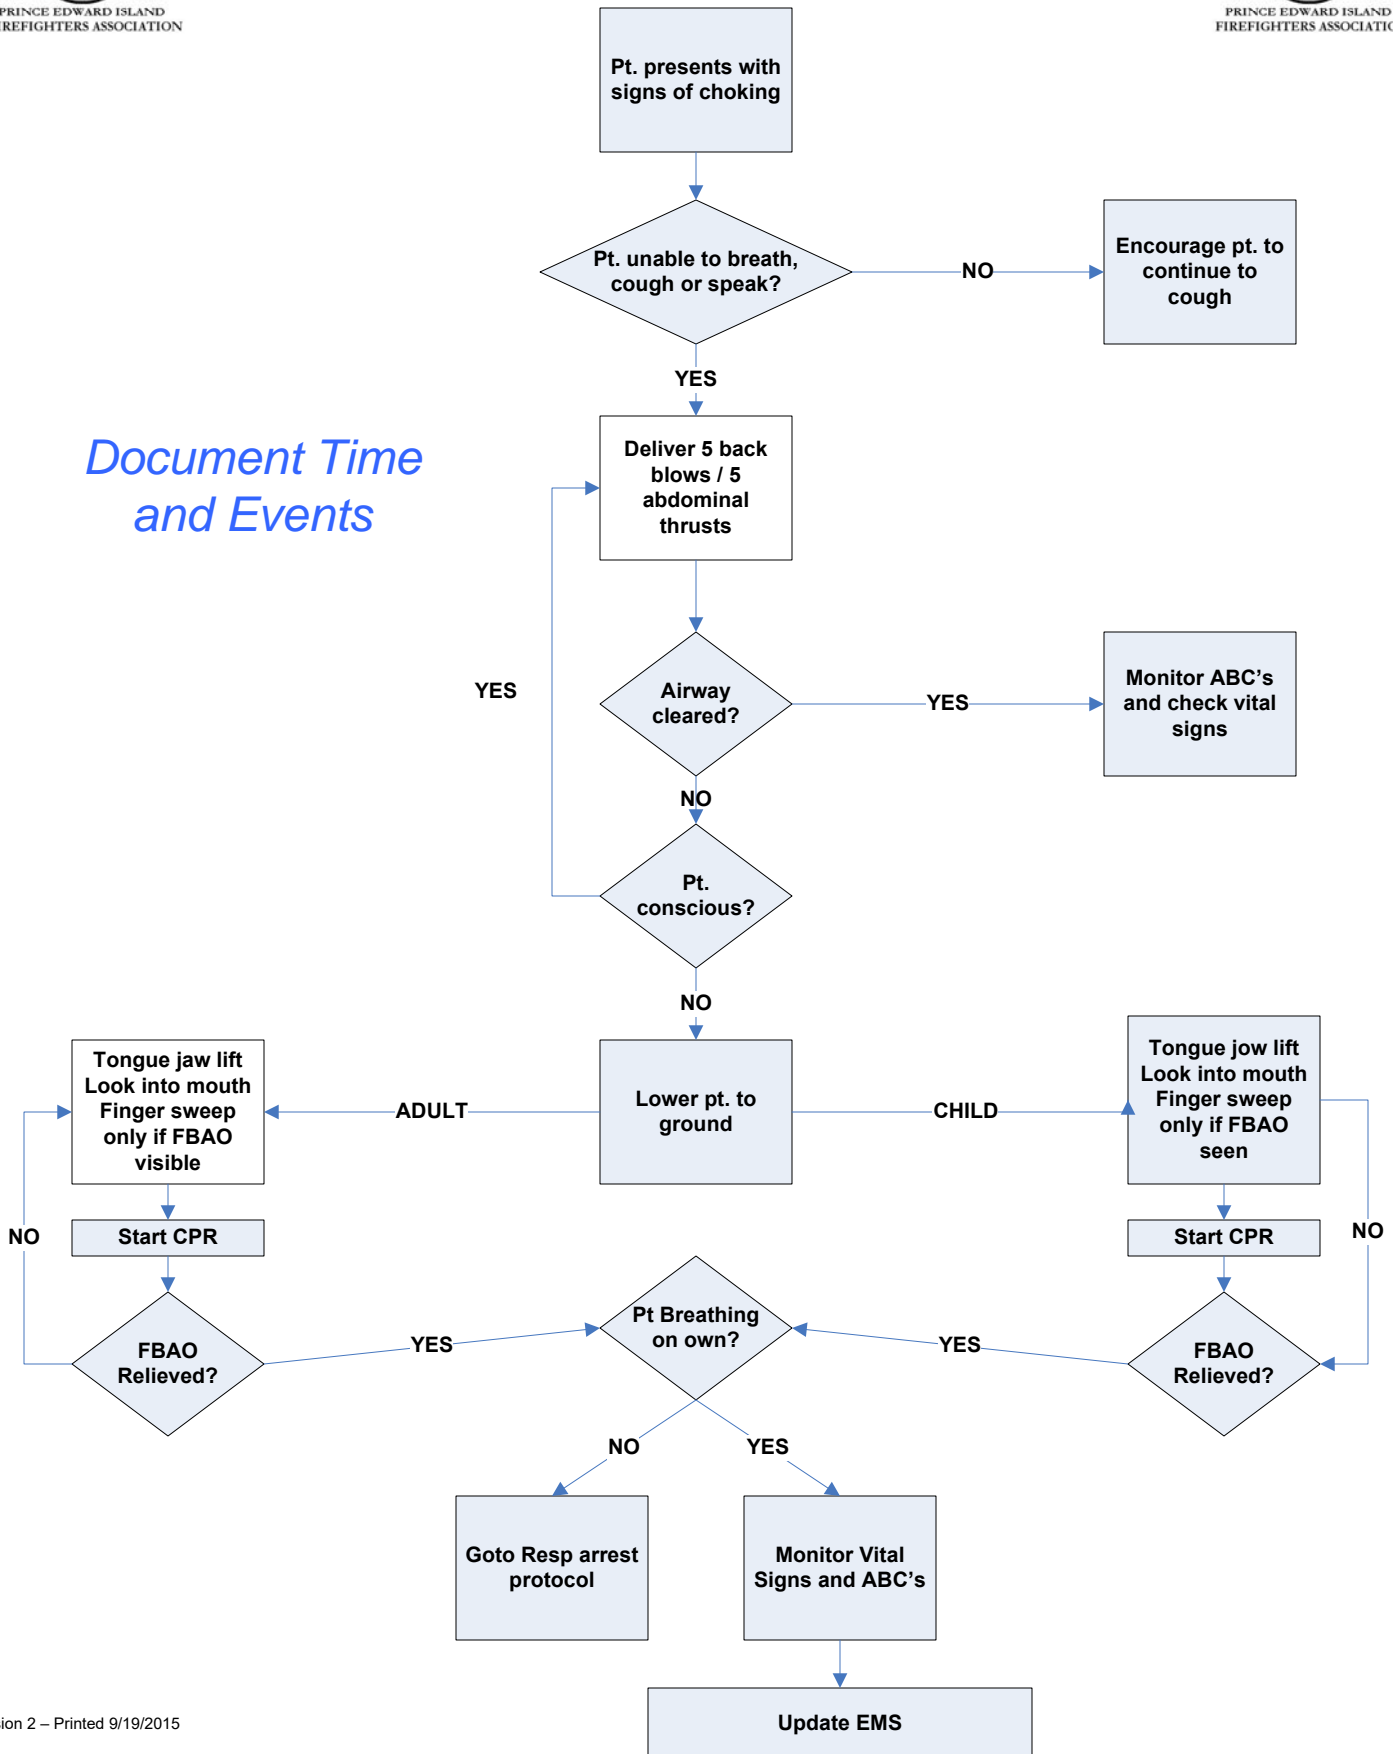 PRINCE EDWARD ISLAND
IREFIGHTERS ASSOCIATION
PRINCE EDWARD ISLAND
FIREFIGHTERS ASSOCIATIO
Pt. presents with
signs of choking
Pt. unable to breath,
cough or speak?
NO
Encourage pt. to
continue to
cough
YES
Document Time
and Events
Deliver 5 back
blows / 5
abdominal
thrusts
YES
Airway
cleared?
YES
Monitor ABC's
and check vital
signs
NO
Pt.
conscious?
NO
Tongue jaw lift
Look into mouth
Finger sweep
only if FBAO
visible
ADULT
Lower pt. to
ground
CHILD
Tongue jow lift
Look into mouth
Finger sweep
only if FBAO
seen
NO
Start CPR
Start CPR
NO
FBAO
Relieved?
YES
Pt Breathing
on own?
YES
FBAO
Relieved?
NO
YES
Goto Resp arrest
protocol
Monitor Vital
Signs and ABC's
Update EMS
sion 2 – Printed 9/19/2015